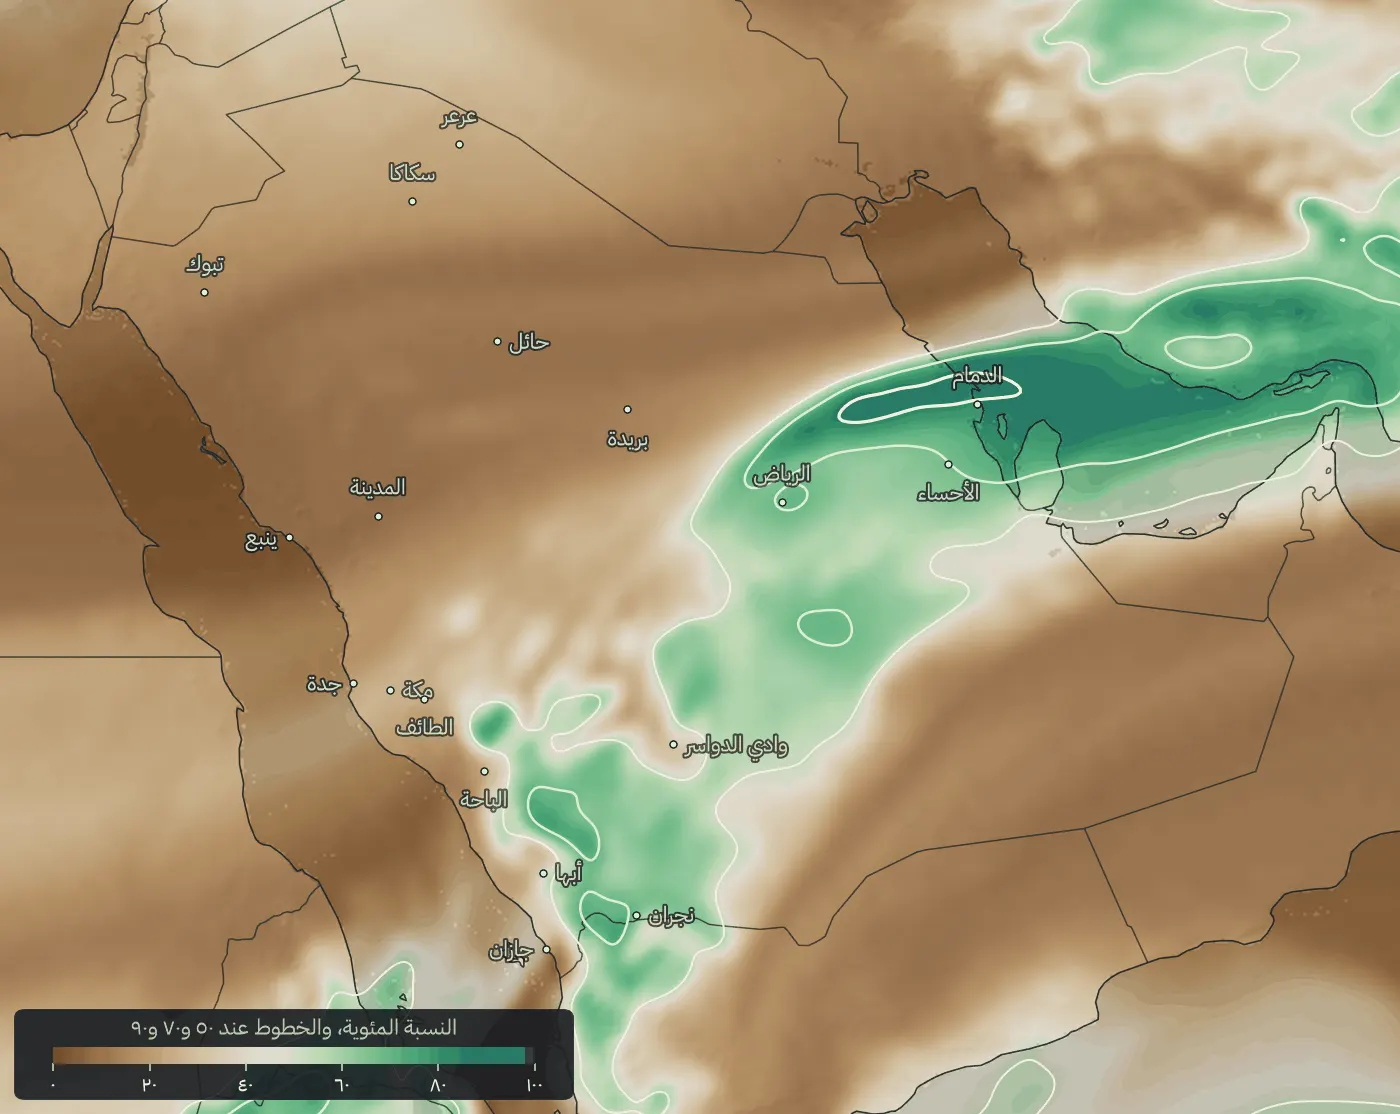 عرعر
سكاكا
تبوك
حائل
الدمام
بريدة
الرياض
المدينة
الأحساء
ينبع
جدة
مكة
الطائف
وادي الدواسر
الباحة
أبها
نجران
جازان
النسبة المئوية، والخطوط عند ٥٠ و٧٠ و٩٠
٠ ٢٠ ٤٠ ٦٠ ٨٠ ١٠٠